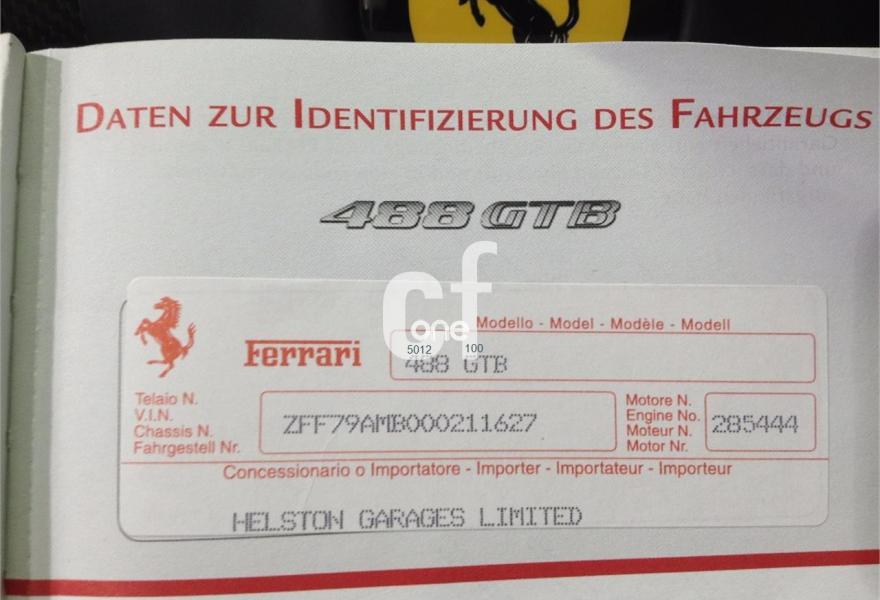 DATEN ZUR IDENTIFIZIERUNG DES FAHRZEUGS
488 GTB
cf
one
5012 100
Ferrari
Modello - Model - Modèle - Modell
488 GTB
Telaio N.
V.I.N.
Chassis N.
Fahrgestell Nr.
ZFF79AMB000211627
Motore N.
Engine No.
Moteur N.
Motor Nr.
285444
Concessionario o Importatore - Importer - Importateur - Importeur
HELSTON GARAGES LIMITED